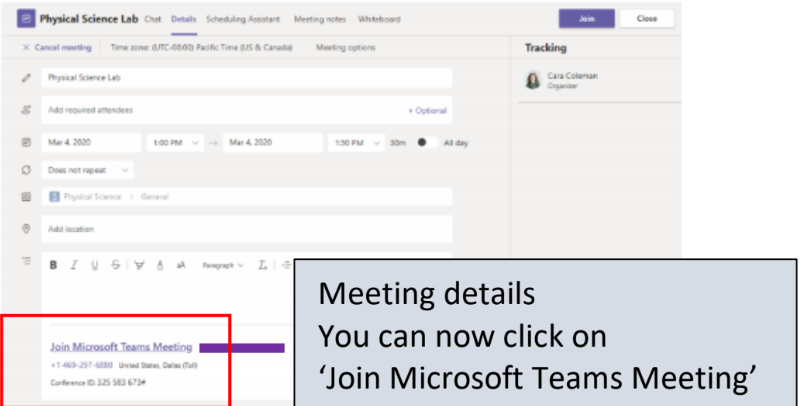 Physical Science Lab Chat Details Scheduling Assistant Meeting notes Whiteboard Join Close
× Cancel meeting Time zone: (UTC-08:00) Pacific Time (US & Canada) Meeting options Tracking
Physical Science Lab
Cara Coleman
Organizer
Add required attendees + Optional
Mar 4, 2020 1:00 PM → Mar 4, 2020 1:30 PM 30m All day
Does not repeat
Physical Science > General
Add location
B I U S A aA Paragraph
Join Microsoft Teams Meeting
+1 469-297-6880 United States, Dallas (Toll)
Conference ID: 325 583 673#
Meeting details
You can now click on
‘Join Microsoft Teams Meeting’